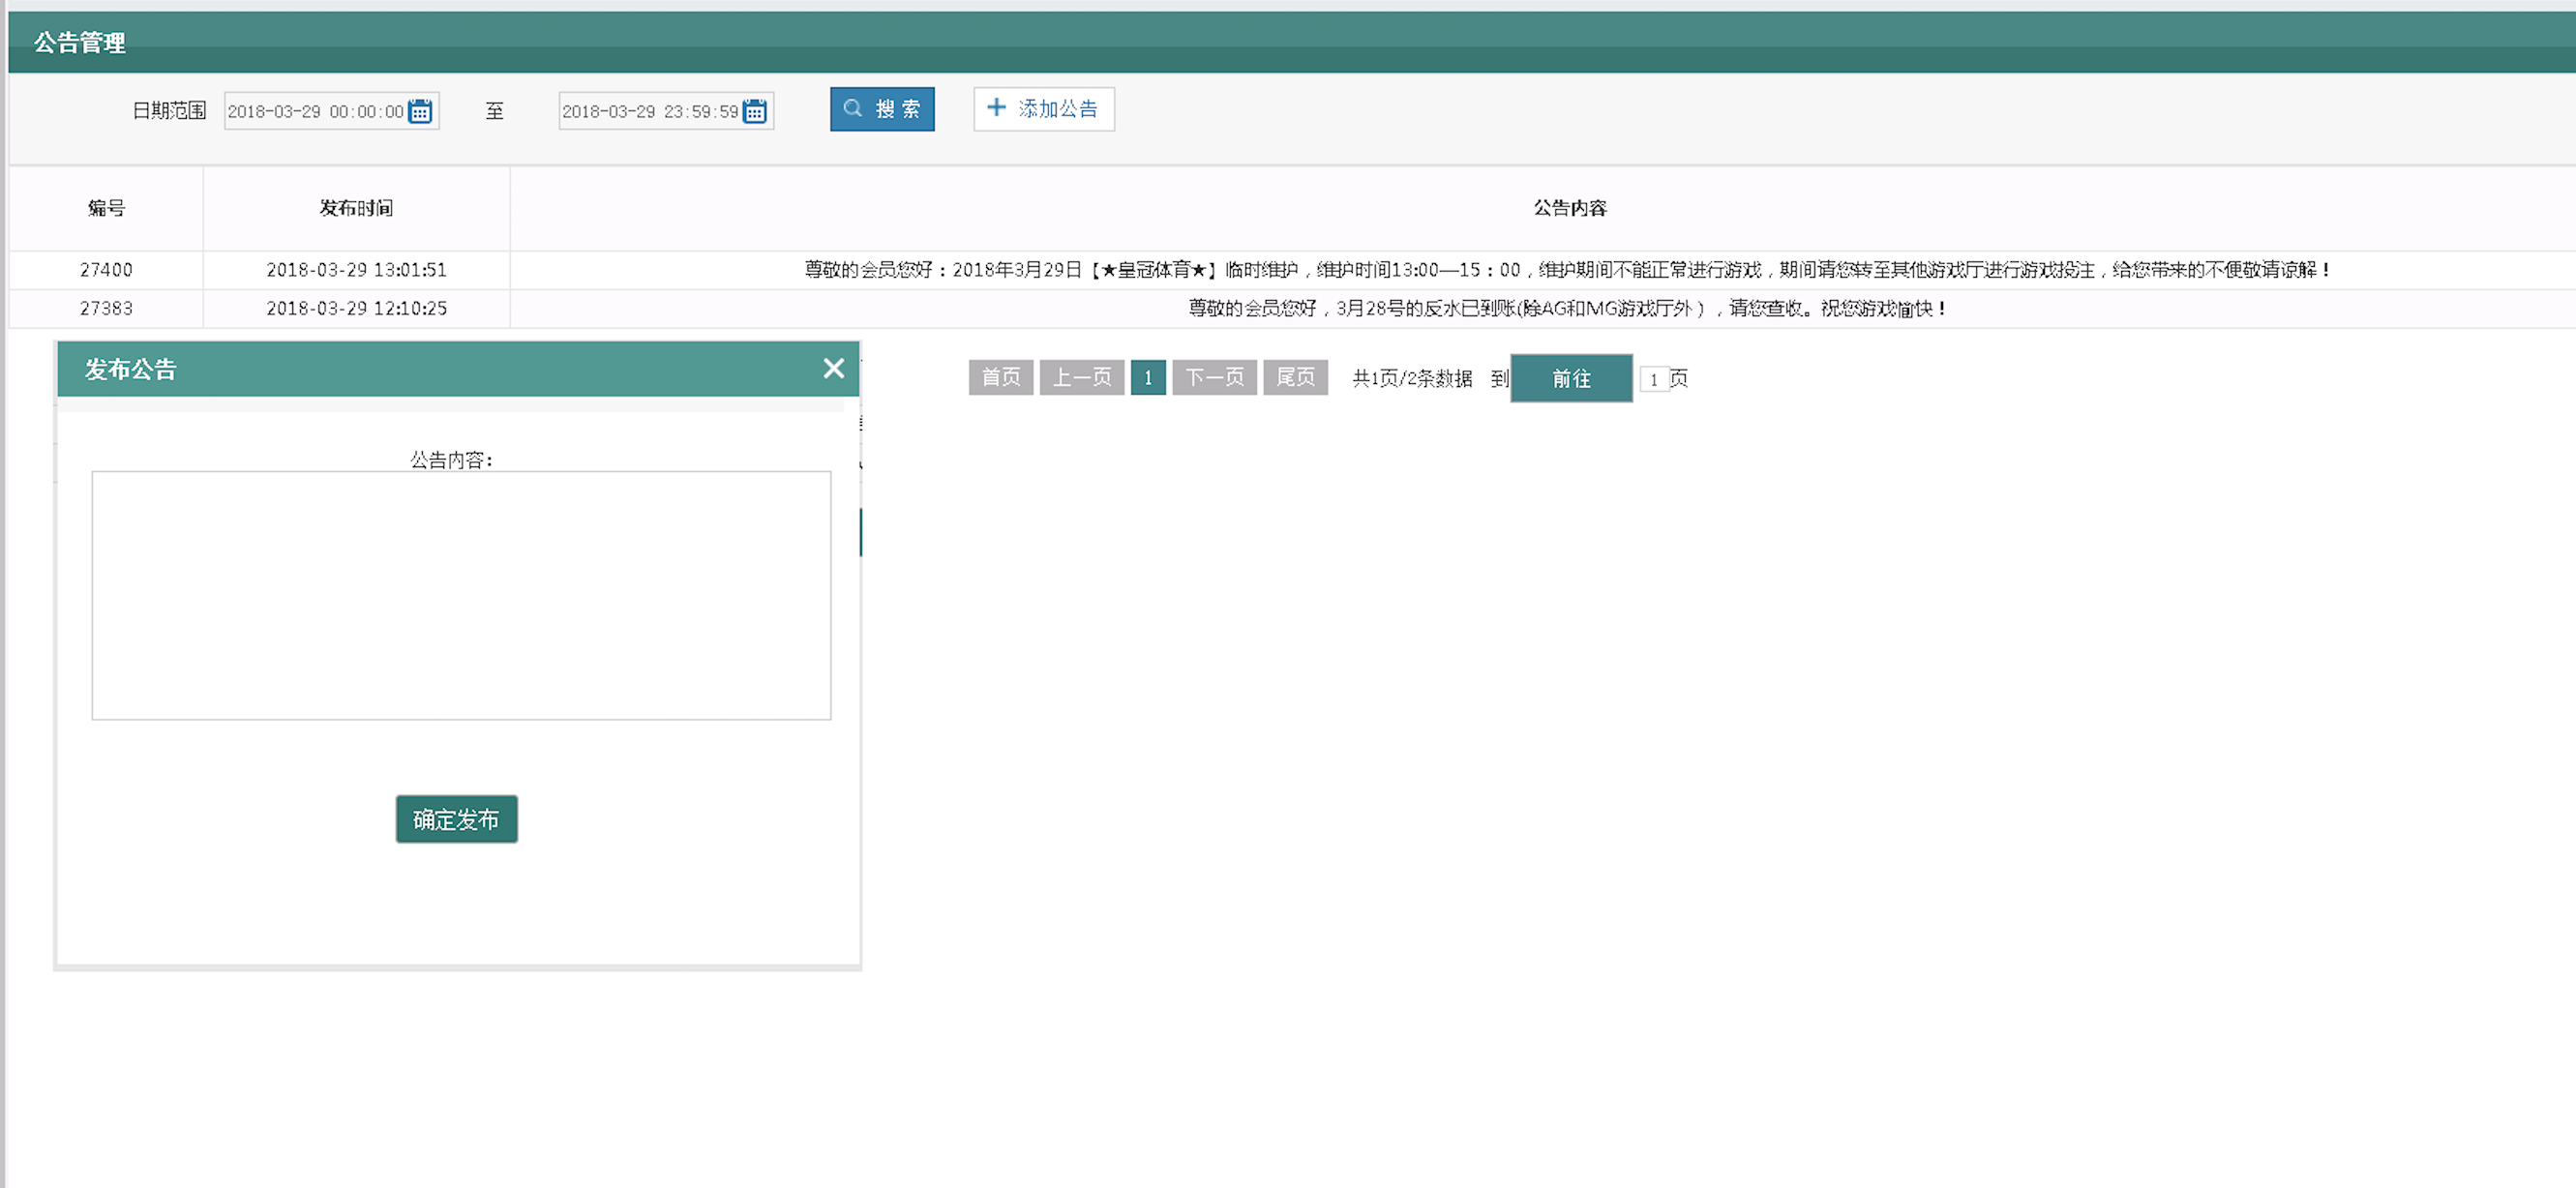 公告管理
日期范围 2018-03-29 00:00:00 至 2018-03-29 23:59:59 搜 索 添加公告
编号 发布时间 公告内容
27400 2018-03-29 13:01:51 尊敬的会员您好：2018年3月29日【★皇冠体育★】临时维护，维护时间13:00—15：00，维护期间不能正常进行游戏，期间请您转至其他游戏厅进行游戏投注，给您带来的不便敬请谅解！
27383 2018-03-29 12:10:25 尊敬的会员您好，3月28号的反水已到账(除AG和MG游戏厅外），请您查收。祝您游戏愉快！
首页 上一页 1 下一页 尾页 共1页/2条数据 到 前往 1 页
发布公告
公告内容：
确定发布